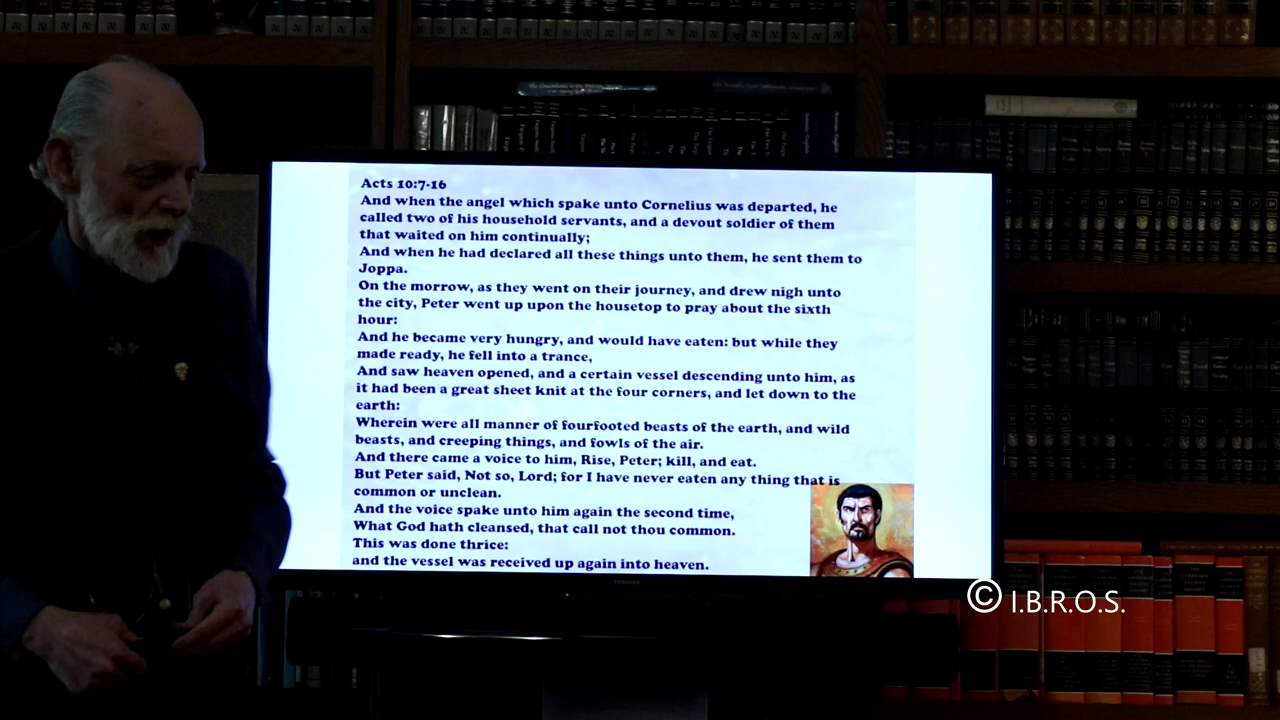 Acts 10:7-16
And when the angel which spake unto Cornelius was departed, he
called two of his household servants, and a devout soldier of them
that waited on him continually;
And when he had declared all these things unto them, he sent them to
Joppa.
On the morrow, as they went on their journey, and drew nigh unto
the city, Peter went up upon the housetop to pray about the sixth
hour:
And he became very hungry, and would have eaten: but while they
made ready, he fell into a trance,
And saw heaven opened, and a certain vessel descending unto him, as
it had been a great sheet knit at the four corners, and let down to the
earth:
Wherein were all manner of fourfooted beasts of the earth, and wild
beasts, and creeping things, and fowls of the air.
And there came a voice to him, Rise, Peter; kill, and eat.
But Peter said, Not so, Lord; for I have never eaten any thing that is
common or unclean.
And the voice spake unto him again the second time,
What God hath cleansed, that call not thou common.
This was done thrice:
and the vessel was received up again into heaven.
TOSHIBA
© I.B.R.O.S.